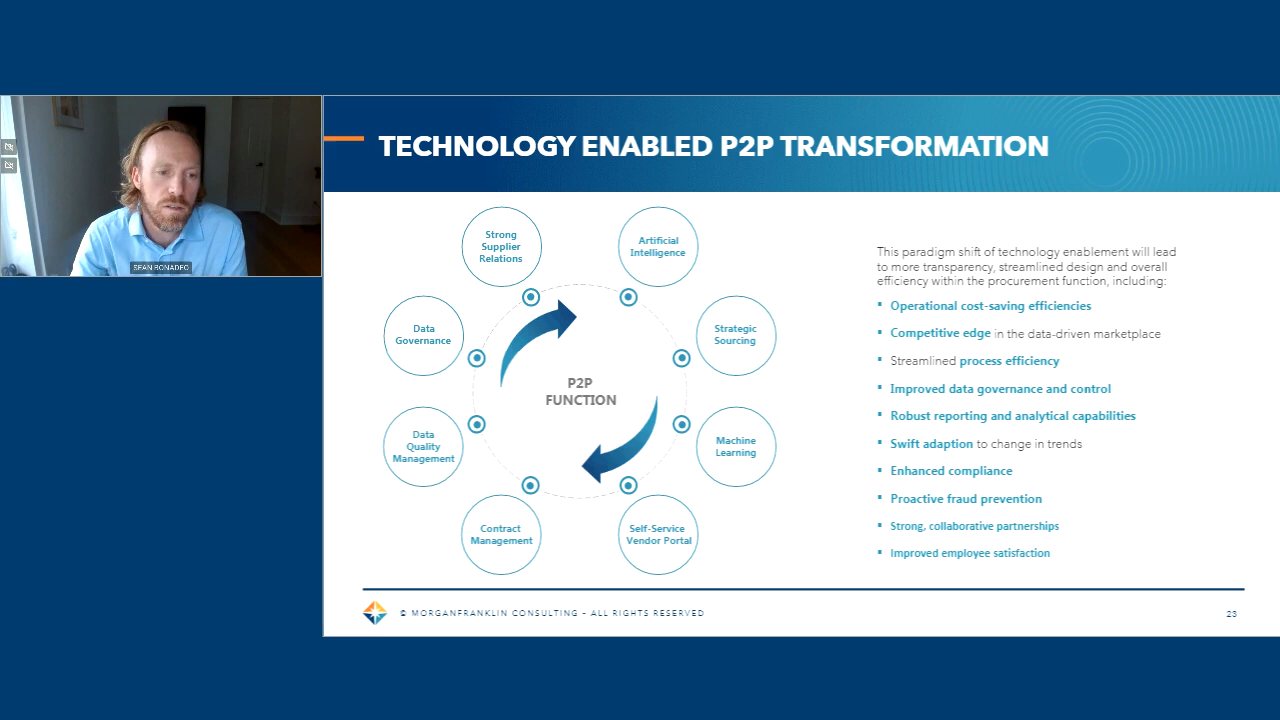 TECHNOLOGY ENABLED P2P TRANSFORMATION
SEAN BONADEO
Strong
Supplier
Relations
Artificial
Intelligence
Data
Governance
Strategic
Sourcing
P2P
FUNCTION
Data
Quality
Management
Machine
Learning
Contract
Management
Self-Service
Vendor Portal
This paradigm shift of technology enablement will lead
to more transparency, streamlined design and overall
efficiency within the procurement function, including:
▪ Operational cost-saving efficiencies
▪ Competitive edge in the data-driven marketplace
▪ Streamlined process efficiency
▪ Improved data governance and control
▪ Robust reporting and analytical capabilities
▪ Swift adaption to change in trends
▪ Enhanced compliance
▪ Proactive fraud prevention
▪ Strong, collaborative partnerships
▪ Improved employee satisfaction
© MORGANFRANKLIN CONSULTING - ALL RIGHTS RESERVED
23